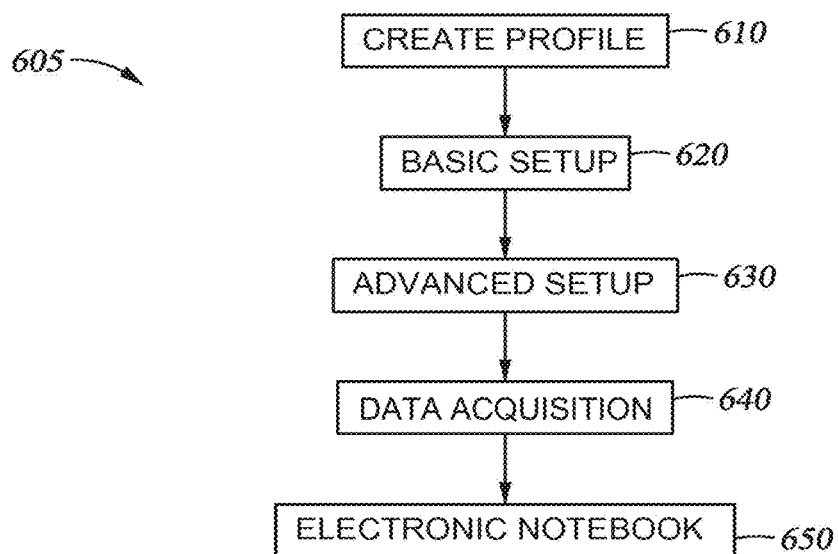 CREATE PROFILE 610
605
BASIC SETUP 620
ADVANCED SETUP 630
DATA ACQUISITION 640
ELECTRONIC NOTEBOOK 650